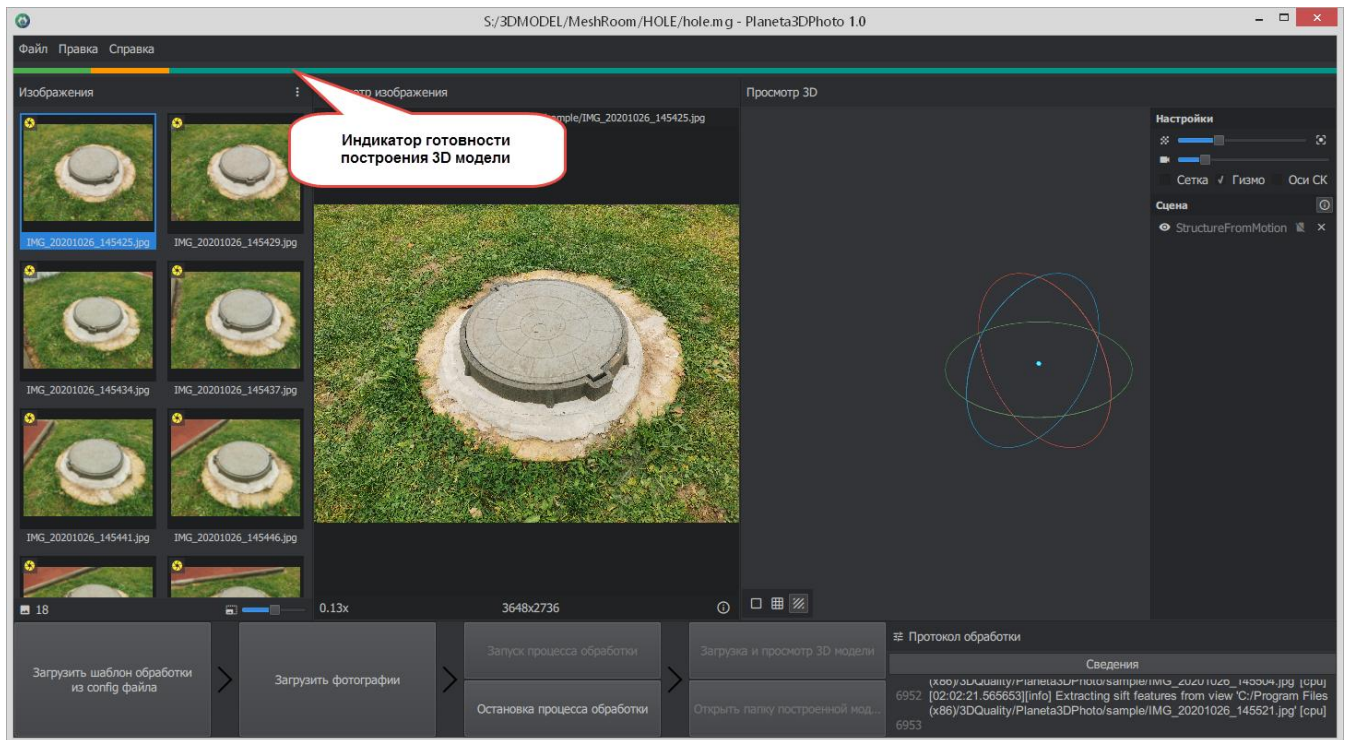 S:/3DMODEL/MeshRoom/HOLE/hole.mg - Planeta3DPhoto 1.0
Файл Правка Справка
Изображения
изображения
Просмотр 3D
Индикатор готовности
построения 3D модели
IMG_20201026_145425.jpg
Настройки
Сетка Гизмо Оси СК
Сцена
StructureFromMotion
IMG_20201026_145425.jpg
IMG_20201026_145429.jpg
IMG_20201026_145434.jpg
IMG_20201026_145437.jpg
IMG_20201026_145441.jpg
IMG_20201026_145446.jpg
18
0.13x
3648x2736
Загрузить шаблон обработки
из config файла
Загрузить фотографии
Запуск процесса обработки
Остановка процесса обработки
Загрузка и просмотр 3D модели
Открыть папку построенной мод...
Протокол обработки
Сведения
(x86)/3DQuality/Planeta3DPhoto/sample/IMG_20201026_145504.jpg' [cpu]
6952 [02:02:21.565653][info] Extracting sift features from view 'C:/Program Files
(x86)/3DQuality/Planeta3DPhoto/sample/IMG_20201026_145521.jpg' [cpu]
6953